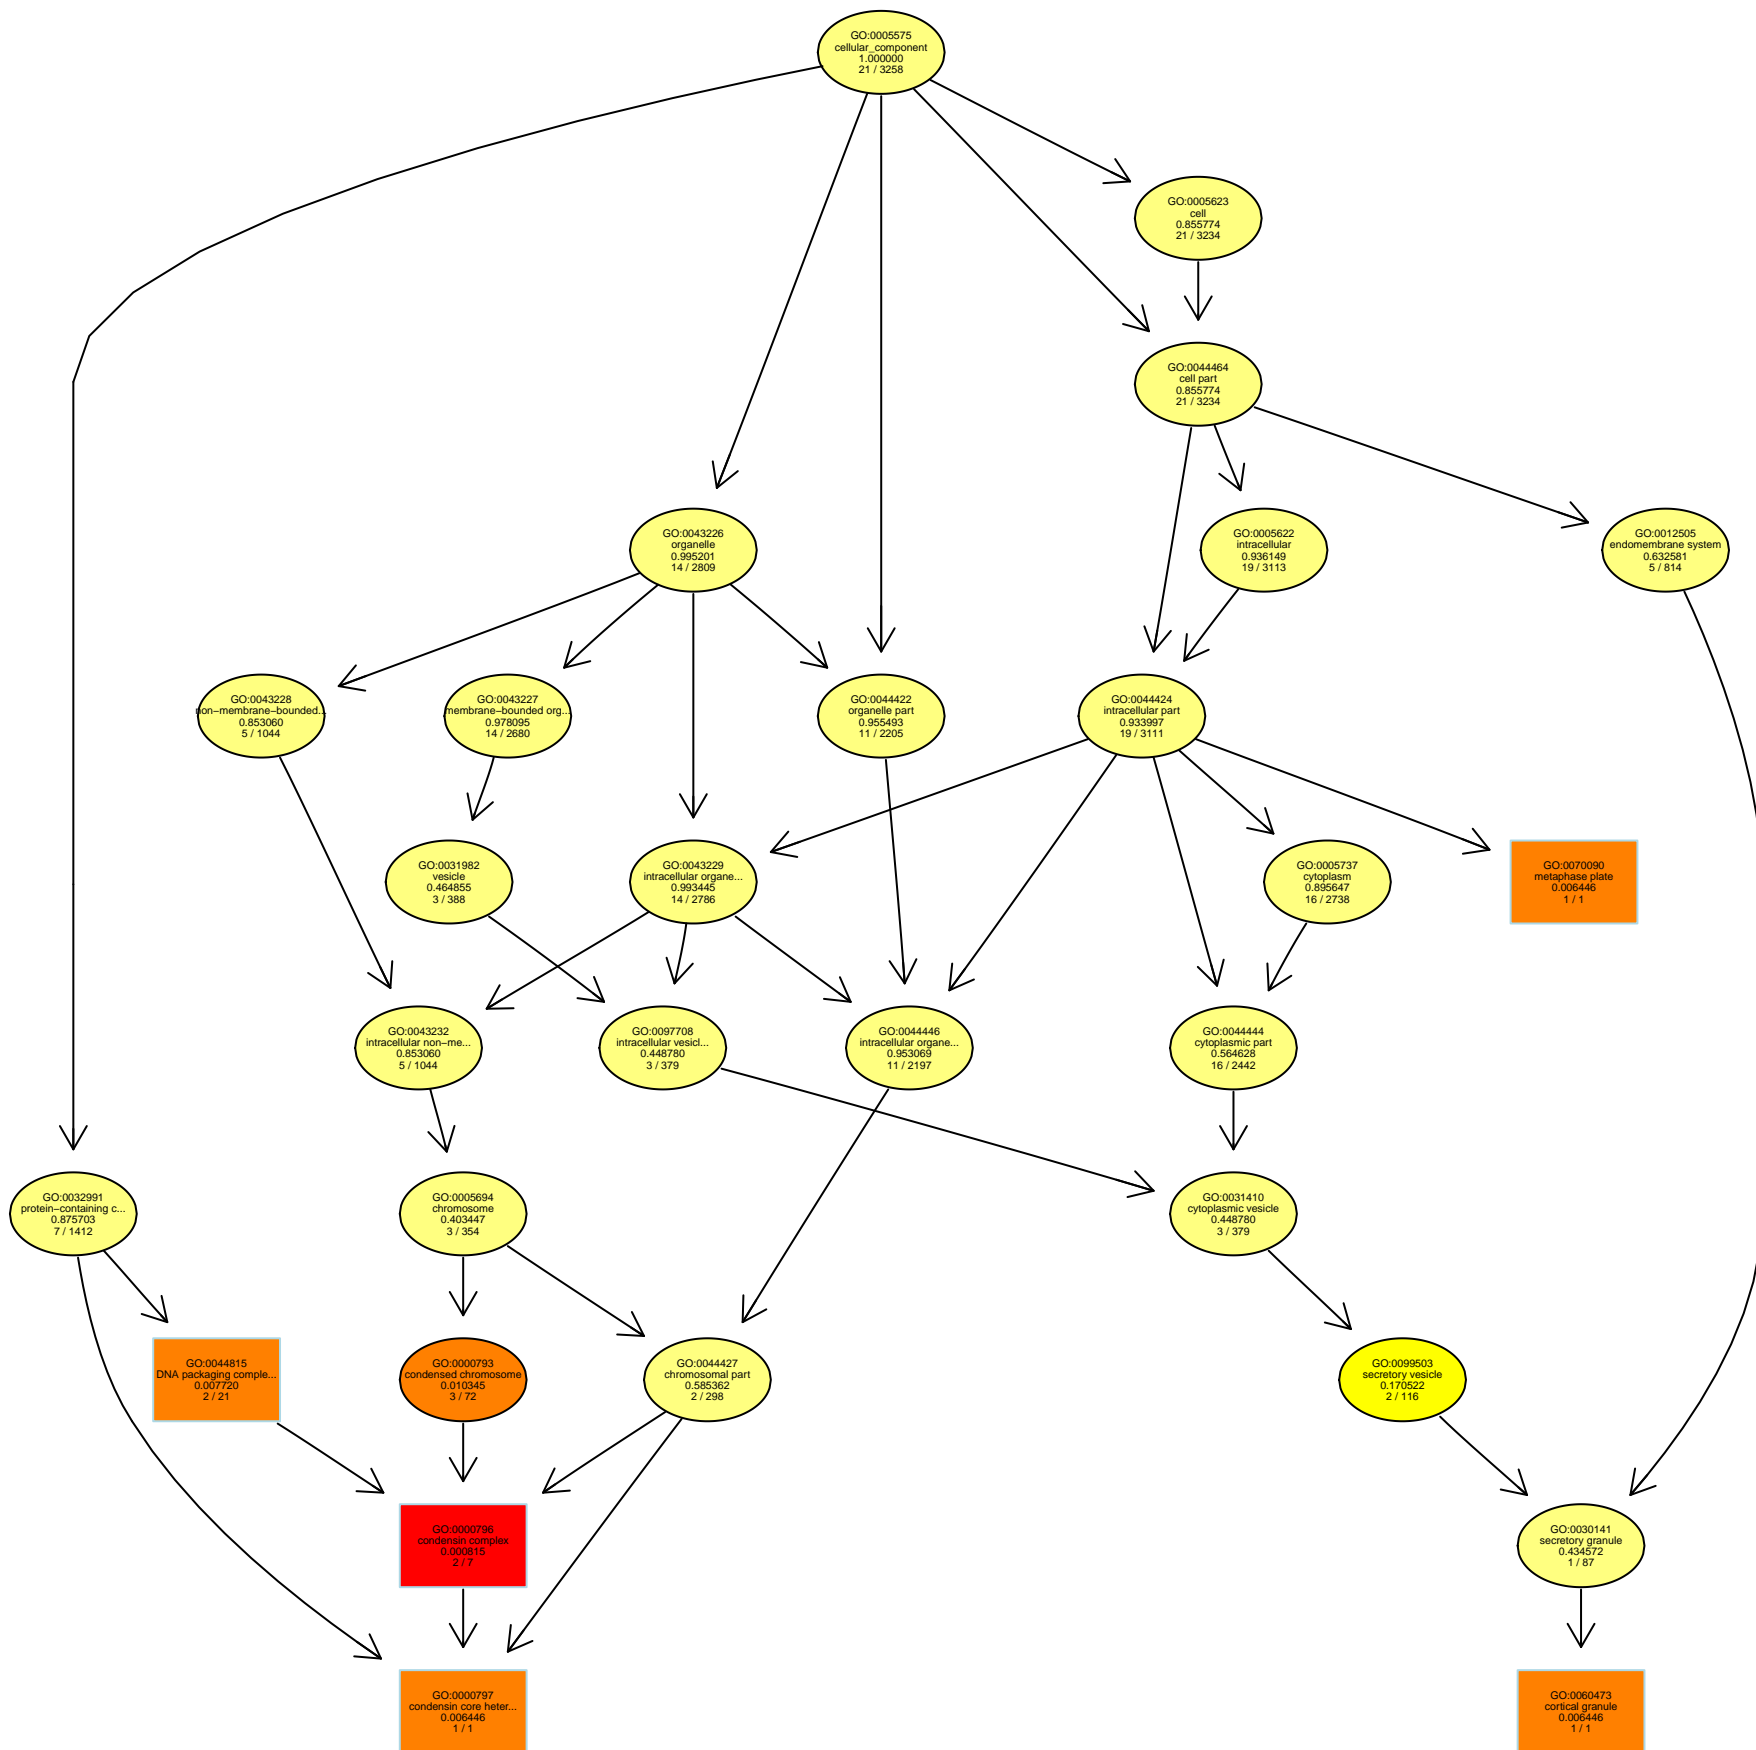 GO:0005575
cellular_component
1.000000
21 / 3258
GO:0005623
cell
0.855774
21 / 3234
GO:0044464
cell part
0.855774
21 / 3234
GO:0043226
organelle
0.995201
14 / 2809
GO:0005622
intracellular
0.936149
19 / 3113
GO:0012505
endomembrane system
0.632581
5 / 814
GO:0043228
non−membrane−bounded...
0.853060
5 / 1044
GO:0043227
membrane−bounded org...
0.978095
14 / 2680
GO:0044422
organelle part
0.955493
11 / 2205
GO:0044424
intracellular part
0.933997
19 / 3111
GO:0031982
vesicle
0.464855
3 / 388
GO:0043229
intracellular organe...
0.993445
14 / 2786
GO:0005737
cytoplasm
0.895647
16 / 2738
GO:0070090
metaphase plate
0.006446
1 / 1
GO:0043232
intracellular non−me...
0.853060
5 / 1044
GO:0097708
intracellular vesicl...
0.448780
3 / 379
GO:0044446
intracellular organe...
0.953069
11 / 2197
GO:0044444
cytoplasmic part
0.564628
16 / 2442
GO:0032991
protein−containing c...
0.875703
7 / 1412
GO:0005694
chromosome
0.403447
3 / 354
GO:0031410
cytoplasmic vesicle
0.448780
3 / 379
GO:0044815
DNA packaging comple...
0.007720
2 / 21
GO:0000793
condensed chromosome
0.010345
3 / 72
GO:0044427
chromosomal part
0.585362
2 / 298
GO:0099503
secretory vesicle
0.170522
2 / 116
GO:0000796
condensin complex
0.000815
2 / 7
GO:0030141
secretory granule
0.434572
1 / 87
GO:0000797
condensin core heter...
0.006446
1 / 1
GO:0060473
cortical granule
0.006446
1 / 1